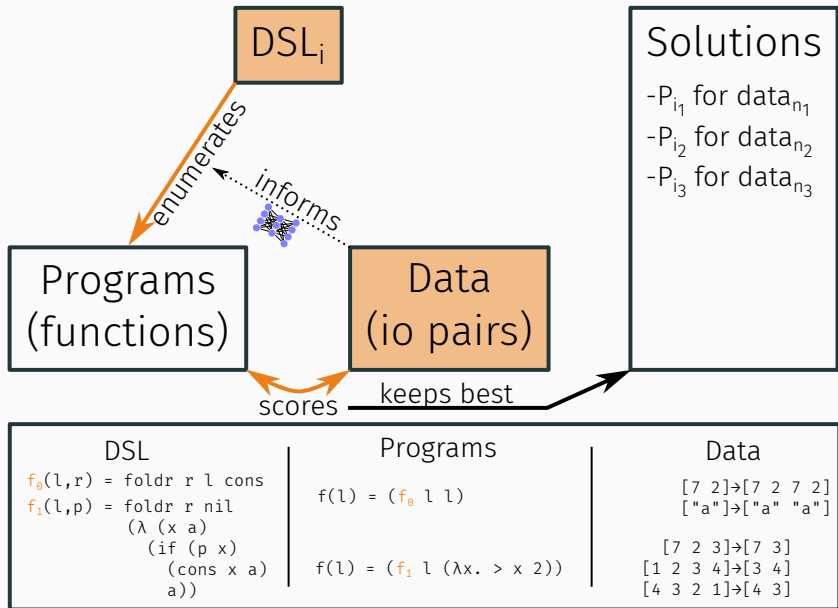 DSLᵢ
Solutions
-Pᵢ₁ for dataₙ₁
-Pᵢ₂ for dataₙ₂
-Pᵢ₃ for dataₙ₃
enumerates
informs
Programs
(functions)
Data
(io pairs)
scores
keeps best
DSL
f₀(l,r) = foldr r l cons
f₁(l,p) = foldr r nil
(λ (x a)
(if (p x)
(cons x a)
a))
Programs
f(l) = (f₀ l l)
f(l) = (f₁ l (λx. > x 2))
Data
[7 2]→[7 2 7 2]
["a"]→["a" "a"]
[7 2 3]→[7 3]
[1 2 3 4]→[3 4]
[4 3 2 1]→[4 3]